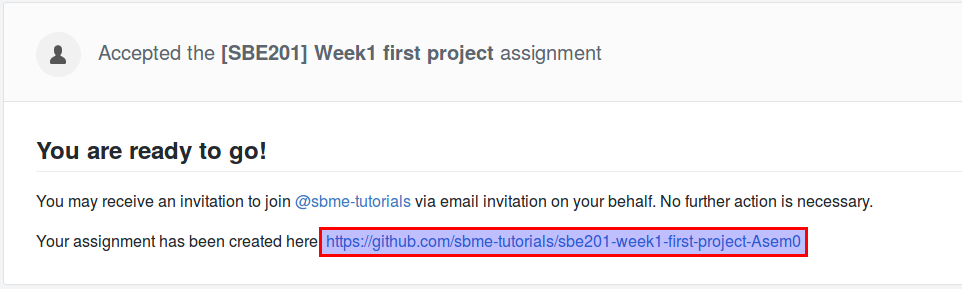 Accepted the [SBE201] Week1 first project assignment
You are ready to go!
You may receive an invitation to join @sbme-tutorials via email invitation on your behalf. No further action is necessary.
Your assignment has been created here https://github.com/sbme-tutorials/sbe201-week1-first-project-Asem0